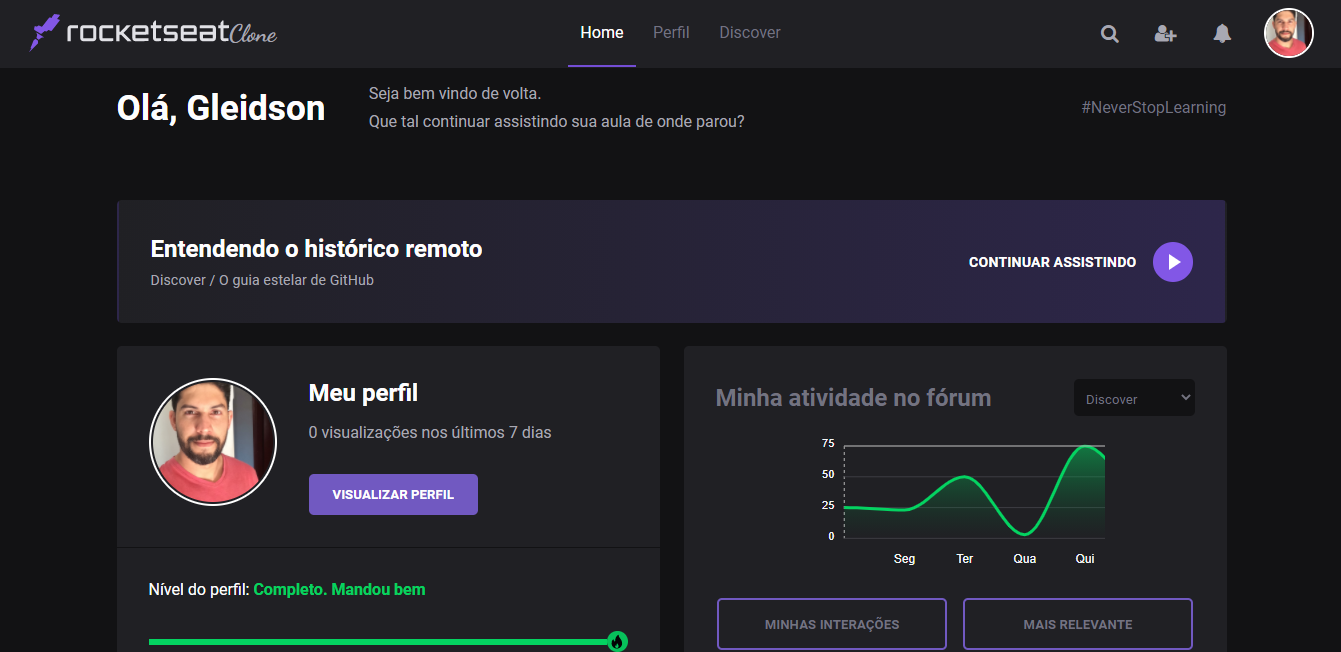 rocketseat Clone
Home
Perfil
Discover
Olá, Gleidson
Seja bem vindo de volta.
Que tal continuar assistindo sua aula de onde parou?
#NeverStopLearning
Entendendo o histórico remoto
Discover / O guia estelar de GitHub
CONTINUAR ASSISTINDO
Meu perfil
0 visualizações nos últimos 7 dias
VISUALIZAR PERFIL
Nível do perfil: Completo. Mandou bem
Minha atividade no fórum
Discover
75
50
25
0
Seg
Ter
Qua
Qui
MINHAS INTERAÇÕES
MAIS RELEVANTE